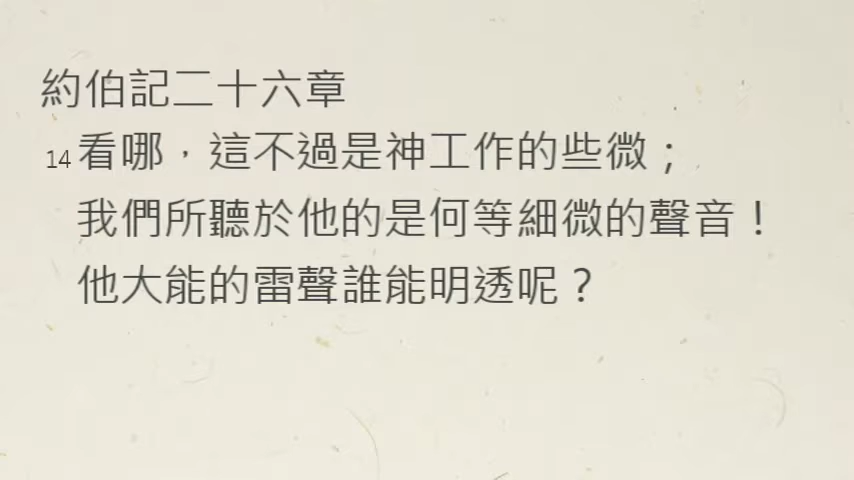 約伯記二十六章
14 看哪，這不過是神工作的些微；
我們所聽於他的是何等細微的聲音！
他大能的雷聲誰能明透呢？